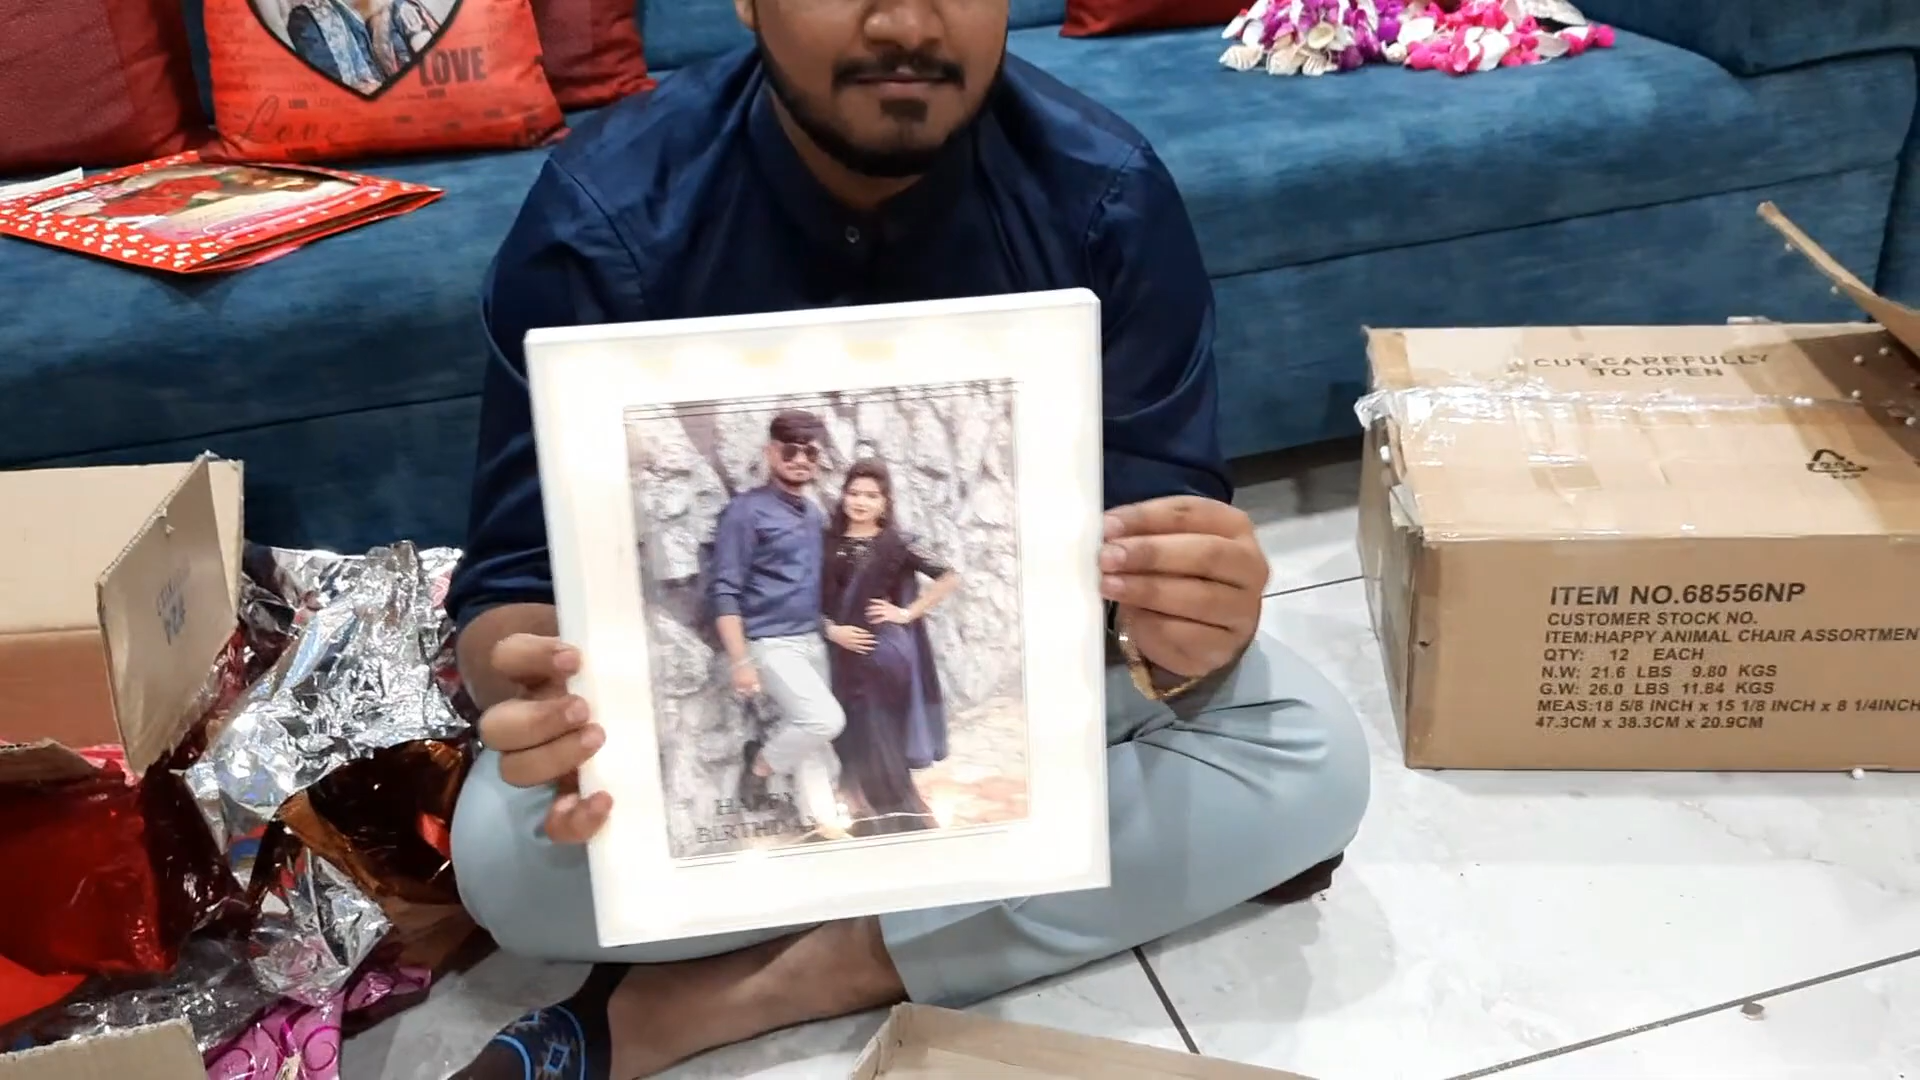 LOVE
Love
CUT CAREFULLY
TO OPEN
ITEM NO.68556NP
CUSTOMER STOCK NO.
ITEM:HAPPY ANIMAL CHAIR ASSORTMEN
QTY: 12 EACH
N.W: 21.6 LBS 9.80 KGS
G.W: 26.0 LBS 11.84 KGS
MEAS:18 5/8 INCH x 15 1/8 INCH x 8 1/4INCH
47.3CM x 38.3CM x 20.9CM
HAPPY
BIRTHDAY